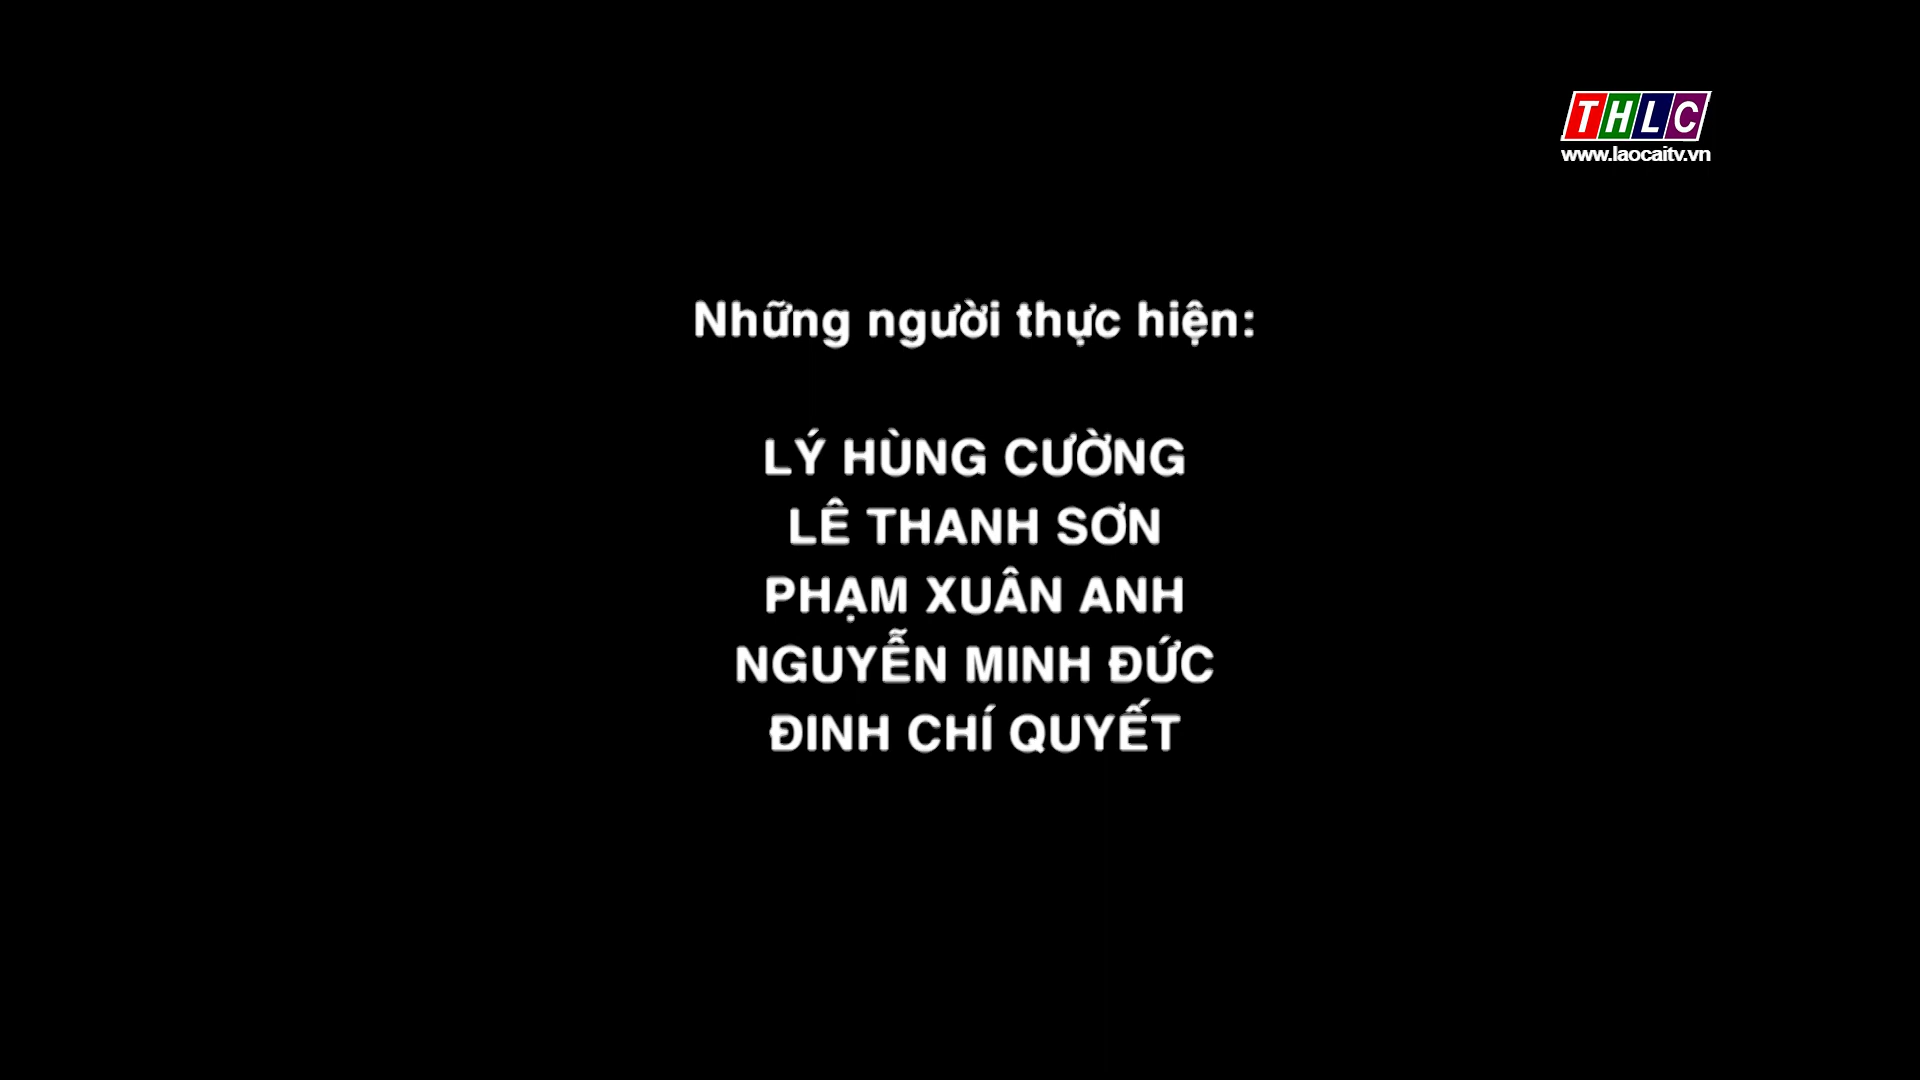 THLC
www.laocaitv.vn
Những người thực hiện:
LÝ HÙNG CƯỜNG
LÊ THANH SƠN
PHẠM XUÂN ANH
NGUYỄN MINH ĐỨC
ĐINH CHÍ QUYẾT